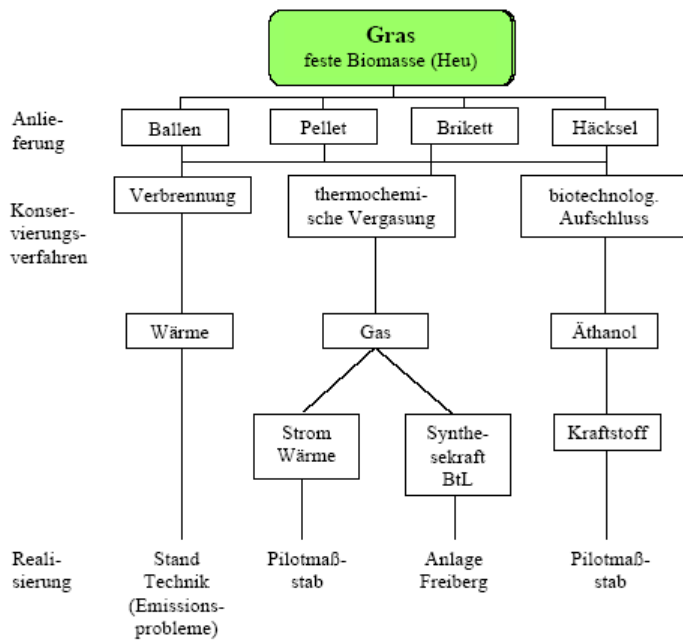 Gras
feste Biomasse (Heu)
Anlie-
ferung
Ballen
Pellet
Brikett
Häcksel
Konser-
vierungs-
verfahren
Verbrennung
thermochemi-
sche Vergasung
biotechnolog.
Aufschluss
Wärme
Gas
Äthanol
Strom
Wärme
Synthe-
sekraft
BtL
Kraftstoff
Reali-
sierung
Stand
Technik
(Emissions-
probleme)
Pilotmaß-
stab
Anlage
Freiberg
Pilotmaß-
stab